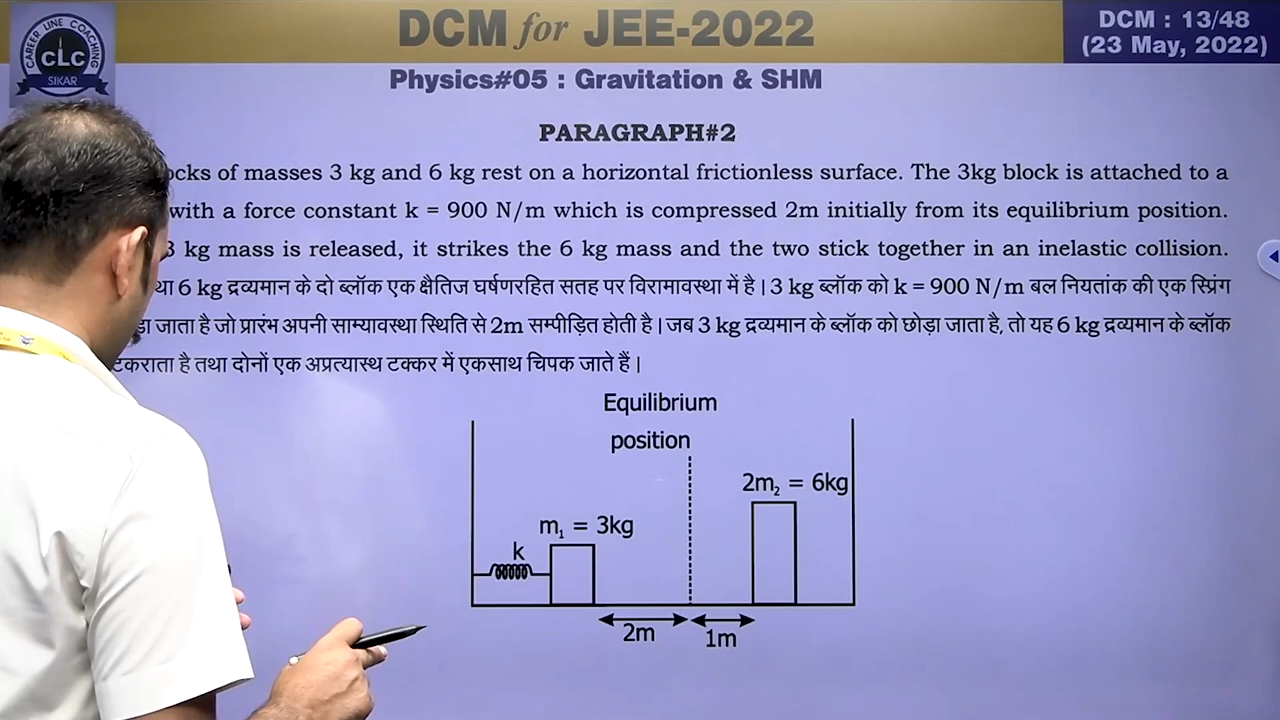 DCM for JEE-2022
DCM : 13/48
(23 May, 2022)
CAREER LINE COACHING
CLC
SIKAR
Physics#05 : Gravitation & SHM
PARAGRAPH#2
of masses 3 kg and 6 kg rest on a horizontal frictionless surface. The 3kg block is attached to a
with a force constant k = 900 N/m which is compressed 2m initially from its equilibrium position.
3 kg mass is released, it strikes the 6 kg mass and the two stick together in an inelastic collision.
6 kg द्रव्यमान के दो ब्लॉक एक क्षैतिज घर्षणरहित सतह पर विरामावस्था में है। 3 kg ब्लॉक को k = 900 N/m बल नियतांक की एक स्प्रिंग
जाता है जो प्रारंभ अपनी साम्यावस्था स्थिति से 2m सम्पीड़ित होती है। जब 3 kg द्रव्यमान के ब्लॉक को छोड़ा जाता है, तो यह 6 kg द्रव्यमान के ब्लॉक
टकराता है तथा दोनों एक अप्रत्यास्थ टक्कर में एकसाथ चिपक जाते हैं।
Equilibrium
position
2m₂ = 6kg
m₁ = 3kg
k
2m
1m